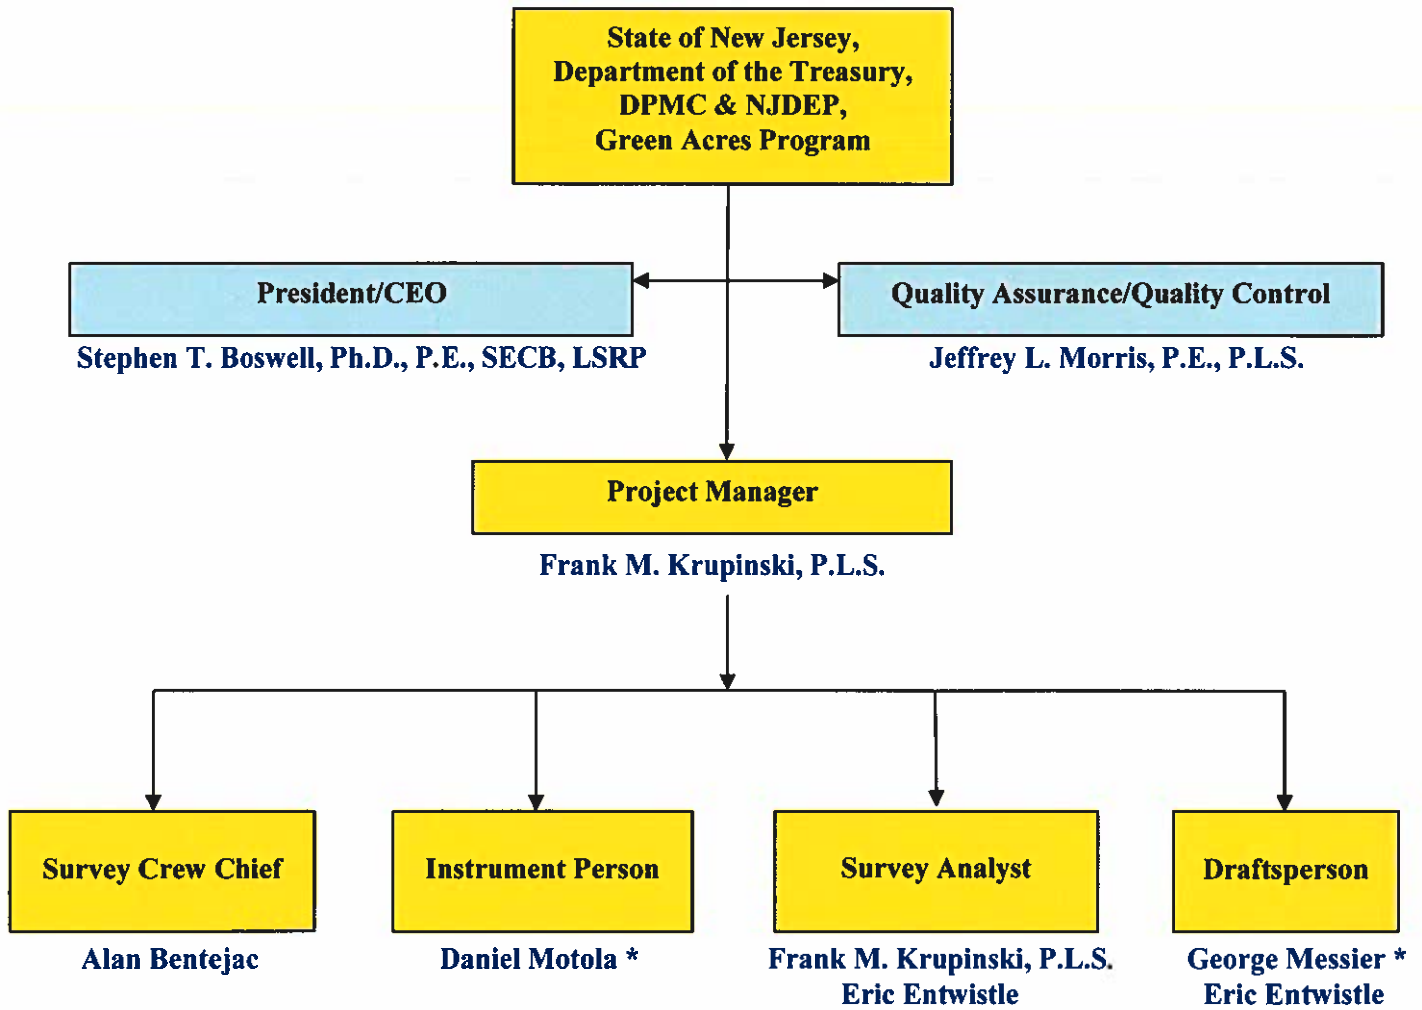 State of New Jersey,
Department of the Treasury,
DPMC & NJDEP,
Green Acres Program
President/CEO
Stephen T. Boswell, Ph.D., P.E., SECB, LSRP
Quality Assurance/Quality Control
Jeffrey L. Morris, P.E., P.L.S.
Project Manager
Frank M. Krupinski, P.L.S.
Survey Crew Chief
Alan Bentejac
Instrument Person
Daniel Motola *
Survey Analyst
Frank M. Krupinski, P.L.S.
Eric Entwistle
Draftsperson
George Messier *
Eric Entwistle